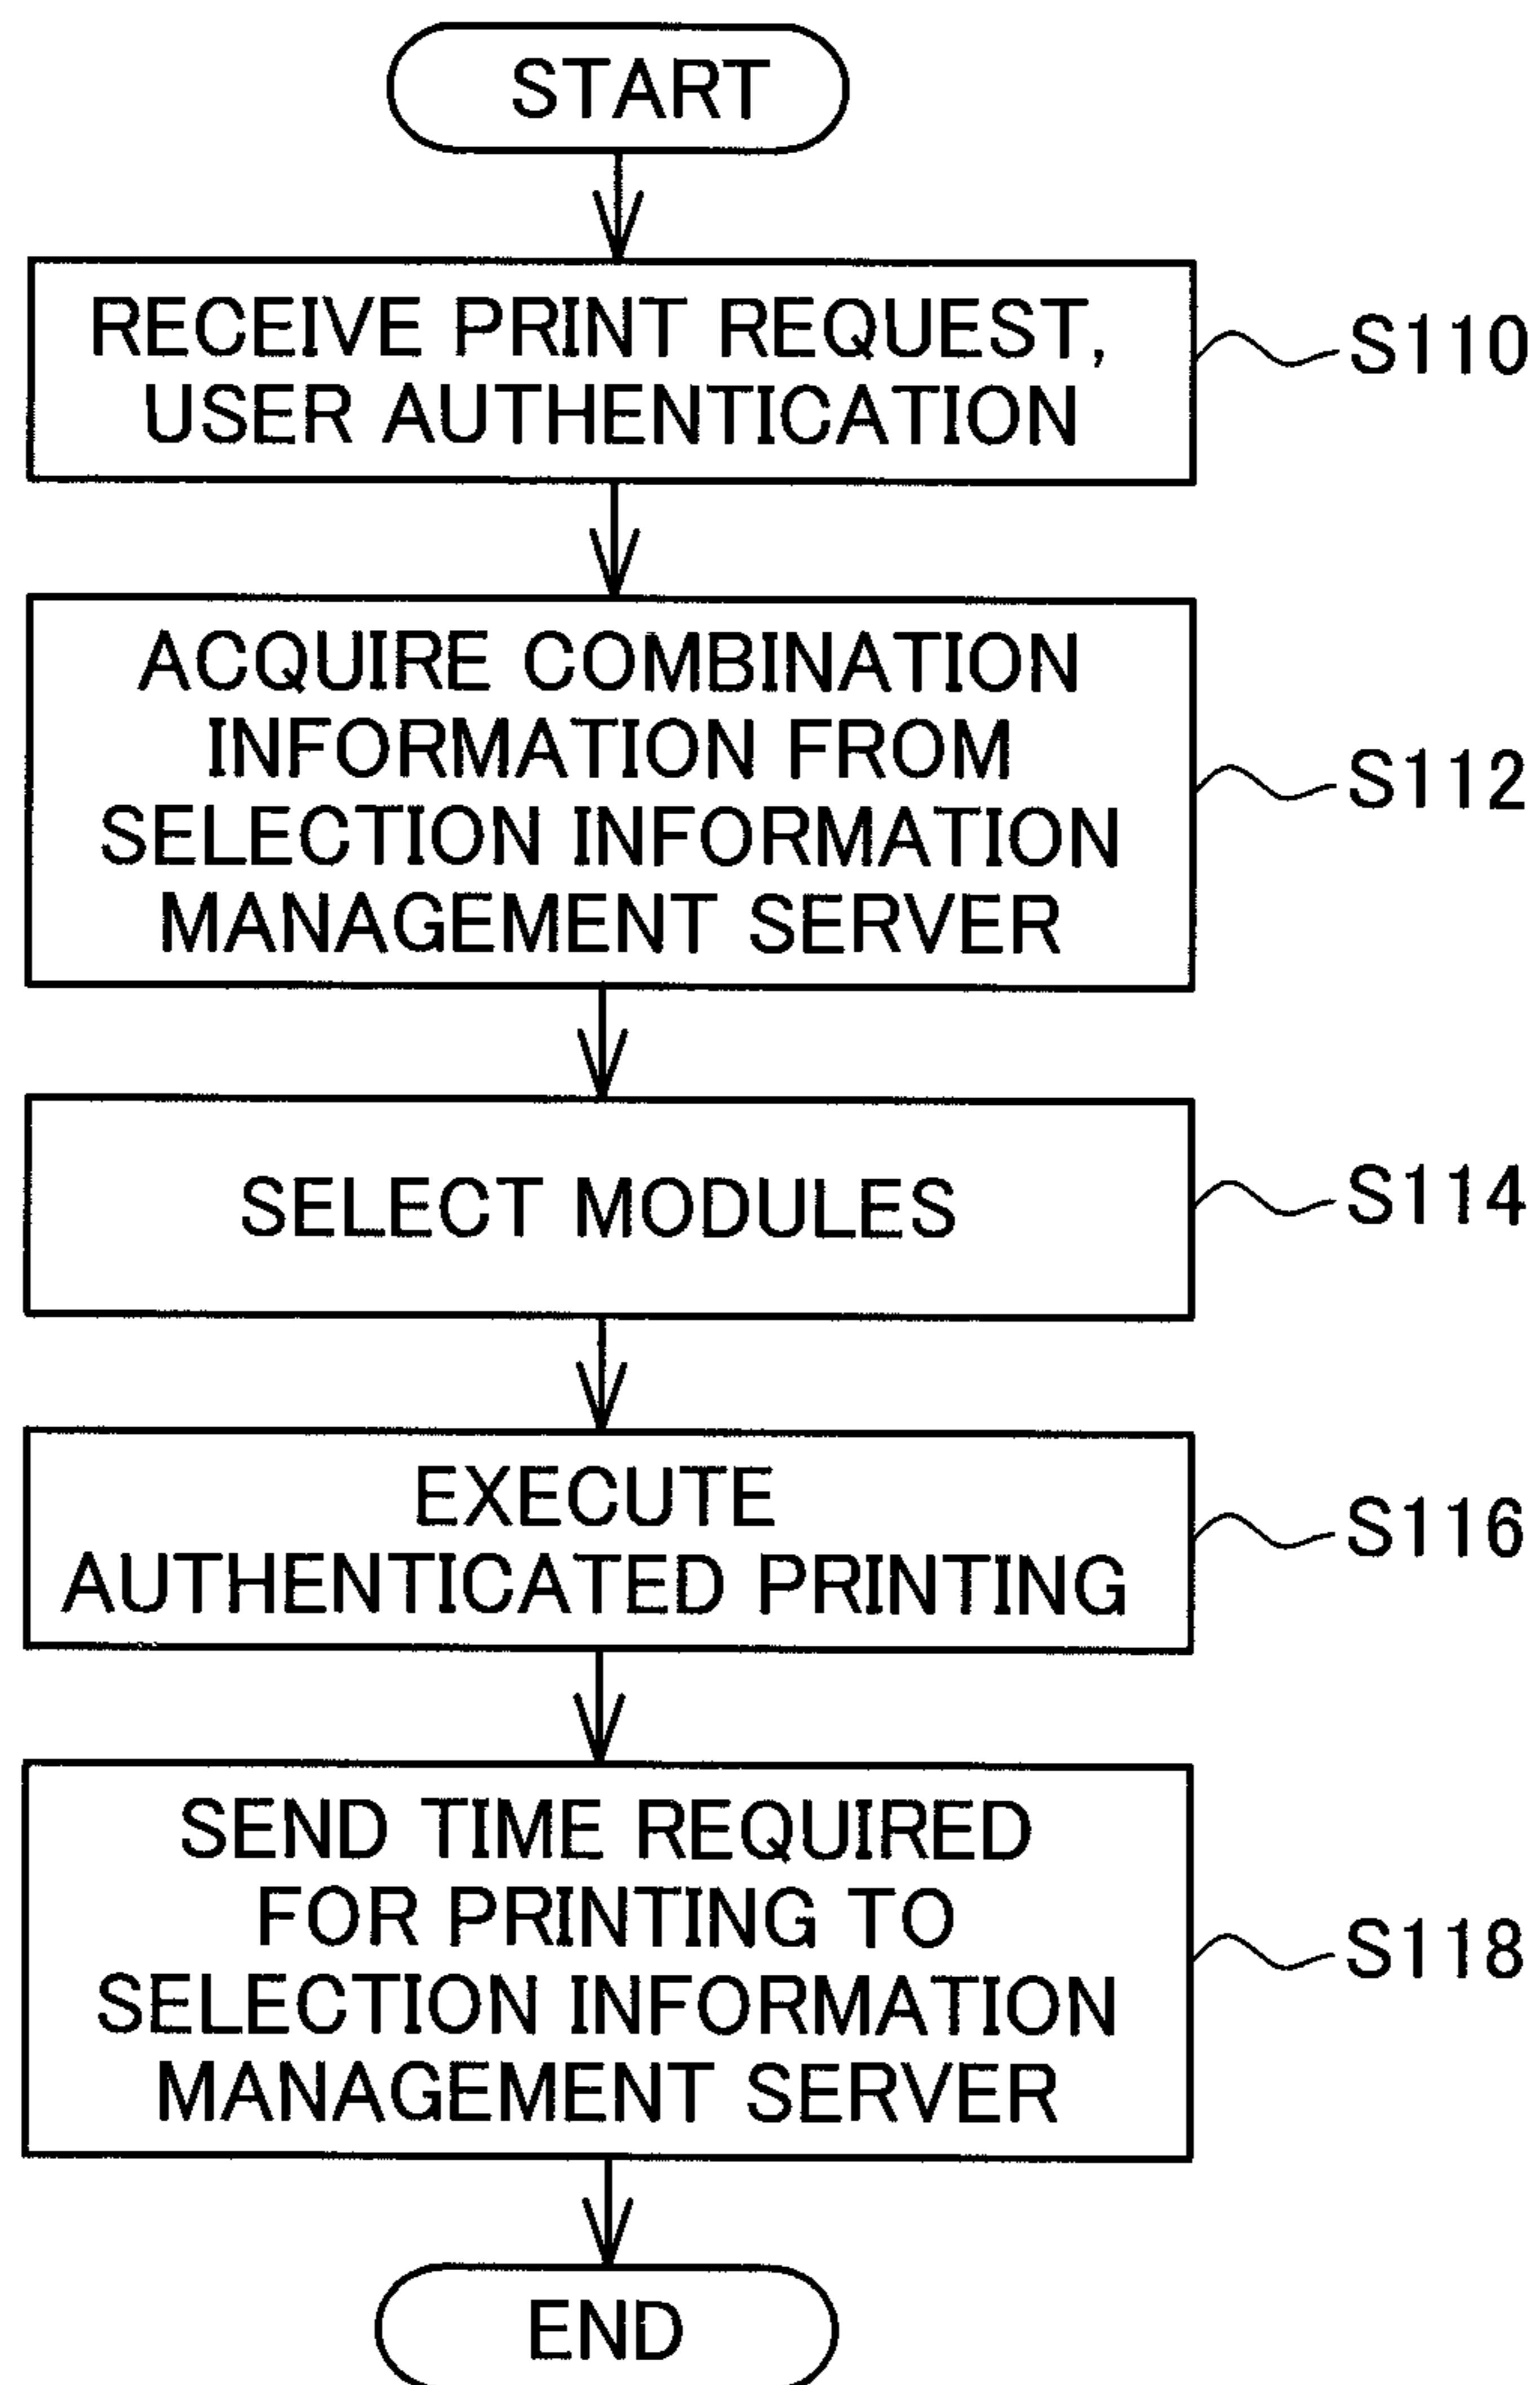 START
RECEIVE PRINT REQUEST,
USER AUTHENTICATION
S110
ACQUIRE COMBINATION
INFORMATION FROM
SELECTION INFORMATION
MANAGEMENT SERVER
S112
SELECT MODULES
S114
EXECUTE
AUTHENTICATED PRINTING
S116
SEND TIME REQUIRED
FOR PRINTING TO
SELECTION INFORMATION
MANAGEMENT SERVER
S118
END